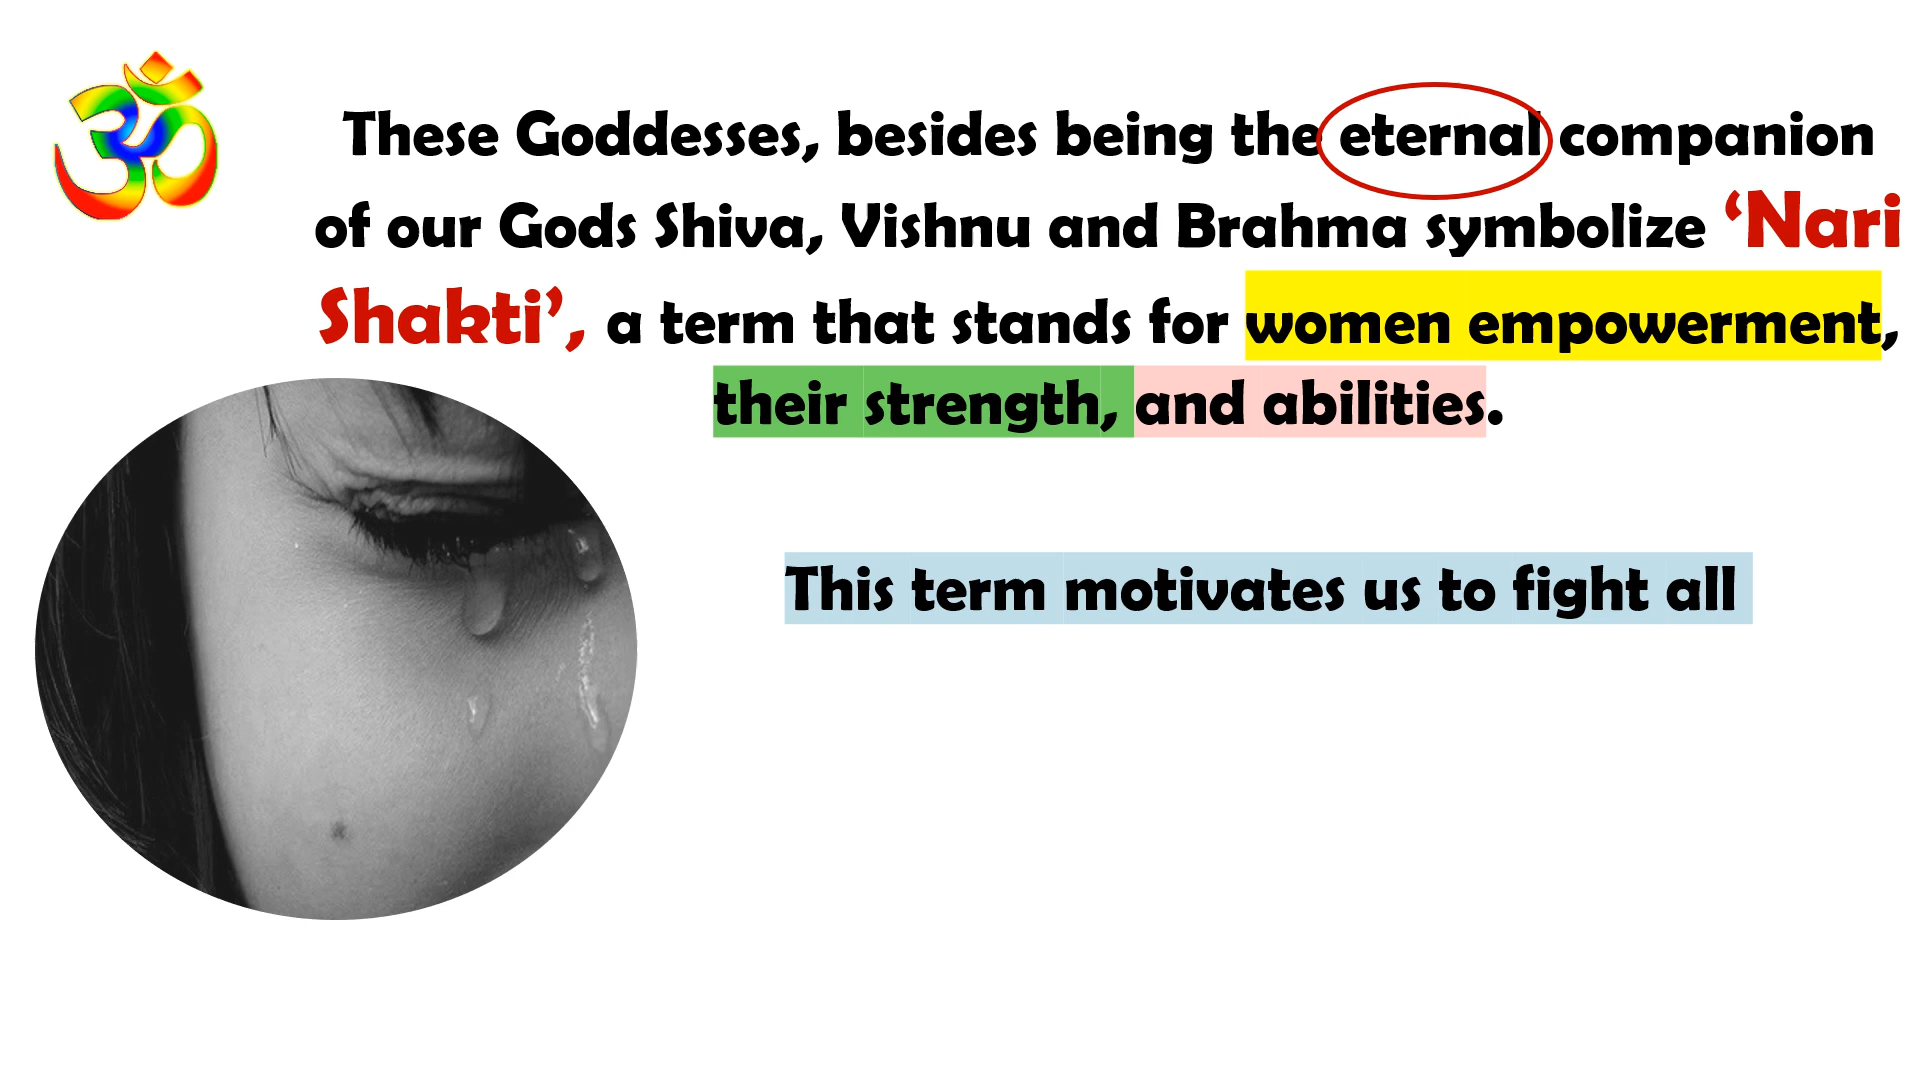 ॐ
These Goddesses, besides being the eternal companion
of our Gods Shiva, Vishnu and Brahma symbolize ‘Nari
Shakti’, a term that stands for women empowerment,
their strength, and abilities.
This term motivates us to fight all